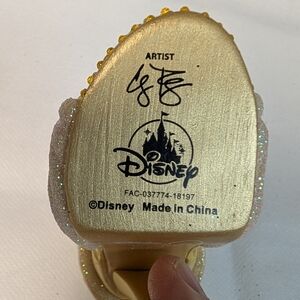 ARTIST
Disney
FAC-037774-18197
©Disney Made in China